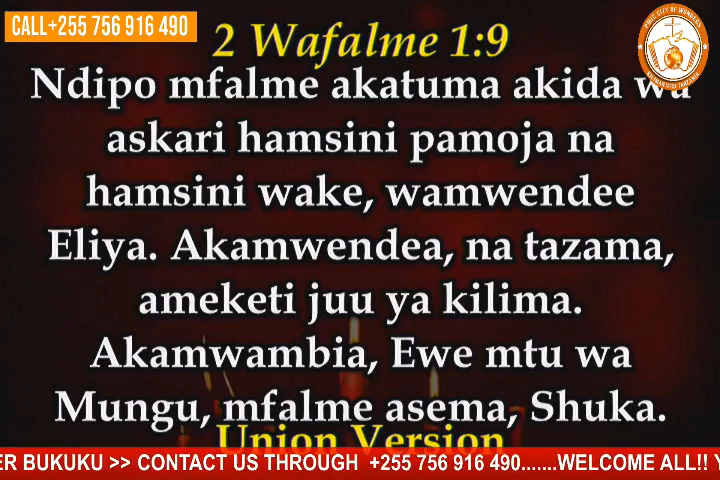 CALL+255 756 916 490
2 Wafalme 1:9
Ndipo mfalme akatuma akida wa
askari hamsini pamoja na
hamsini wake, wamwendee
Eliya. Akamwendea, na tazama,
ameketi juu ya kilima.
Akamwambia, Ewe mtu wa
Mungu, mfalme asema, Shuka.
Union Version
ER BUKUKU >> CONTACT US THROUGH +255 756 916 490.......WELCOME ALL!! Y